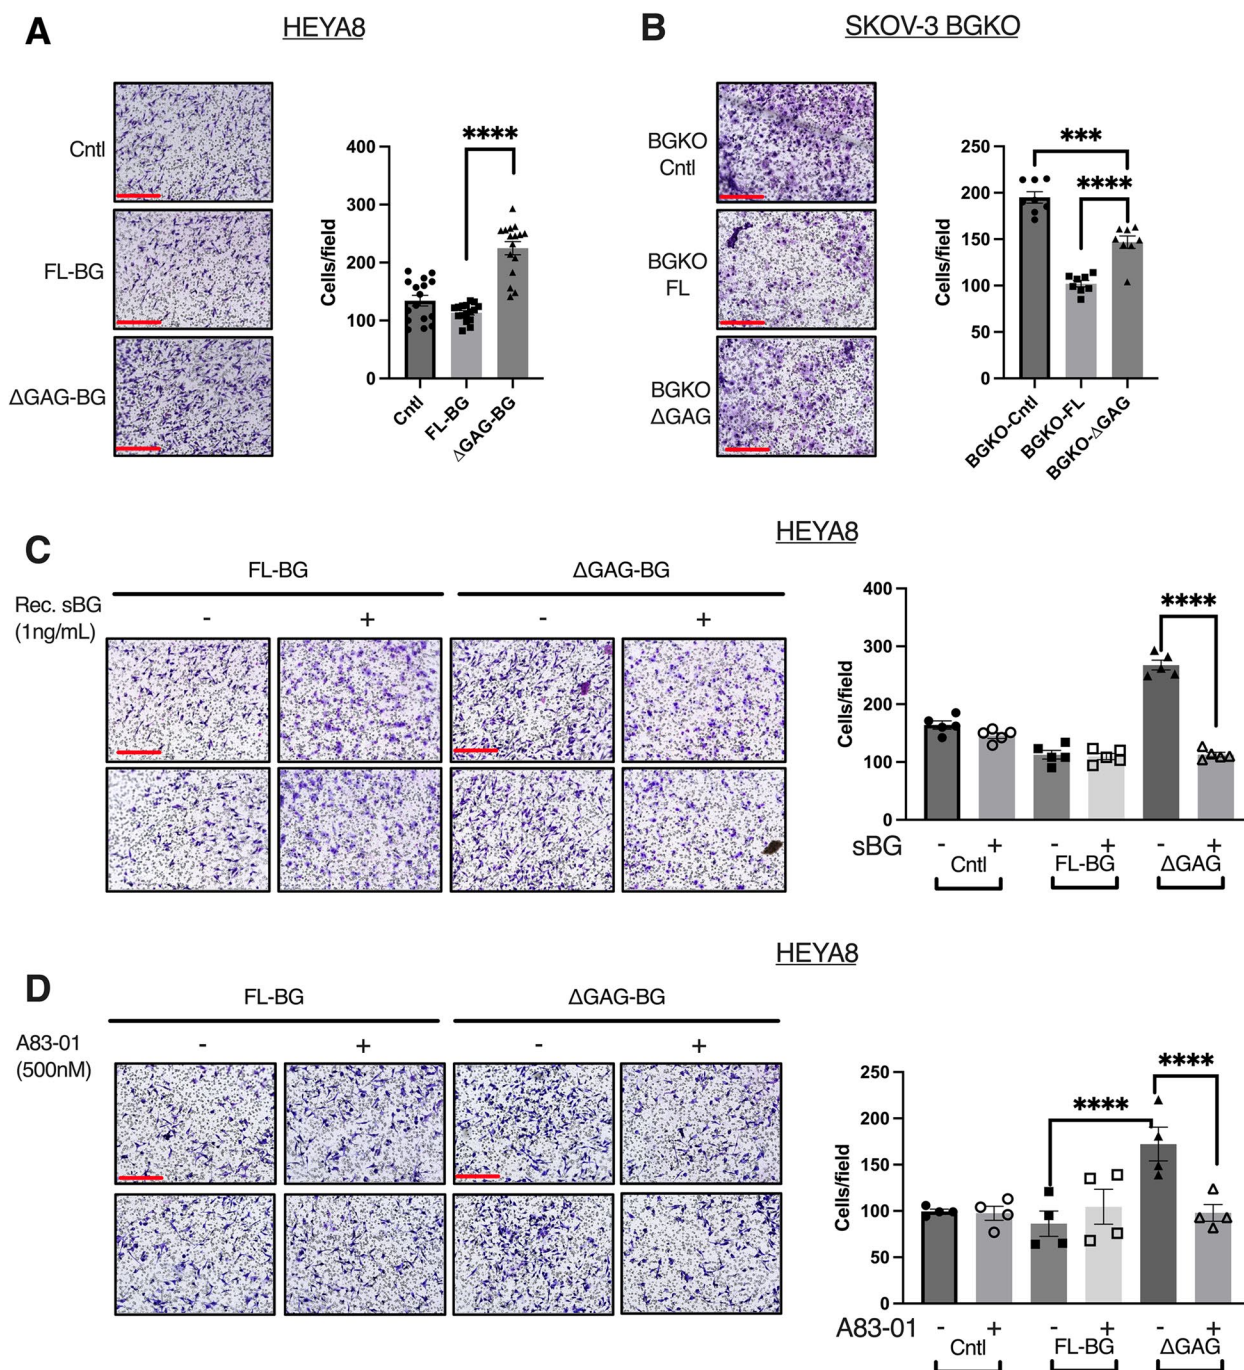 A
HEYA8
Cntl
FL-BG
ΔGAG-BG
Cells/field
400
300
200
100
0
****
Cntl
FL-BG
ΔGAG-BG
B
SKOV-3 BGKO
BGKO
Cntl
BGKO
FL
BGKO
ΔGAG
Cells/field
250
200
150
100
50
0
***
****
BGKO-Cntl
BGKO-FL
BGKO-ΔGAG
C
HEYA8
FL-BG
ΔGAG-BG
Rec. sBG
(1ng/mL)
- + - +
Cells/field
400
300
200
100
0
****
sBG - + - + - +
Cntl FL-BG ΔGAG
D
HEYA8
FL-BG
ΔGAG-BG
A83-01
(500nM)
- + - +
Cells/field
250
200
150
100
50
0
****
****
A83-01 - + - + - +
Cntl FL-BG ΔGAG